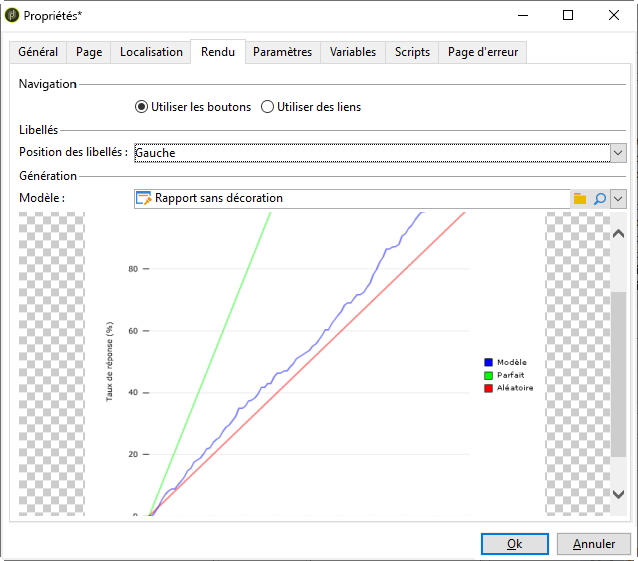 Propriétés*
Général Page Localisation Rendu Paramètres Variables Scripts Page d'erreur
Navigation
Utiliser les boutons Utiliser des liens
Libellés
Position des libellés : Gauche
Génération
Modèle : Rapport sans décoration
80
60
40
20
0
Taux de réponse (%)
Modèle
Parfait
Aléatoire
Ok Annuler